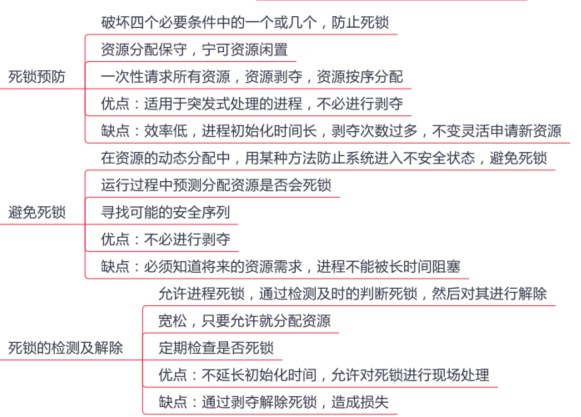 死锁预防
破坏四个必要条件中的一个或几个，防止死锁
资源分配保守，宁可资源闲置
一次性请求所有资源，资源剥夺，资源按序分配
优点：适用于突发式处理的进程，不必进行剥夺
缺点：效率低，进程初始化时间长，剥夺次数过多，不变灵活申请新资源
避免死锁
在资源的动态分配中，用某种方法防止系统进入不安全状态，避免死锁
运行过程中预测分配资源是否会死锁
寻找可能的安全序列
优点：不必进行剥夺
缺点：必须知道将来的资源需求，进程不能被长时间阻塞
死锁的检测及解除
允许进程死锁，通过检测及时的判断死锁，然后对其进行解除
宽松，只要允许就分配资源
定期检查是否死锁
优点：不延长初始化时间，允许对死锁进行现场处理
缺点：通过剥夺解除死锁，造成损失